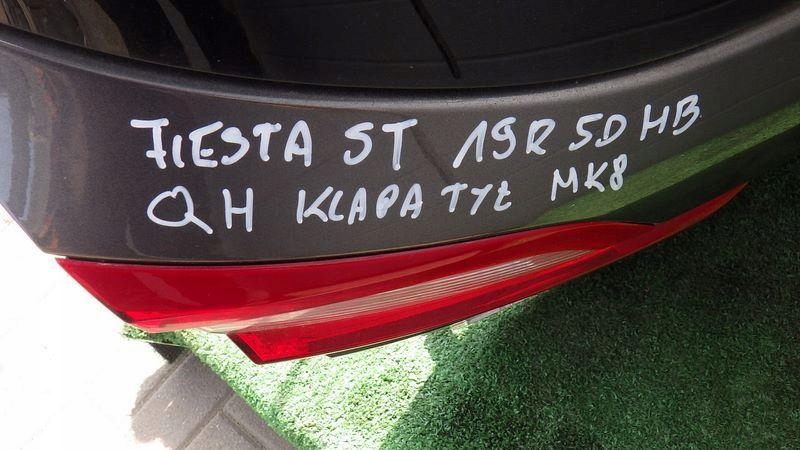 FIESTA ST 19R 5D HB
QH KLAPA TYŁ MK8